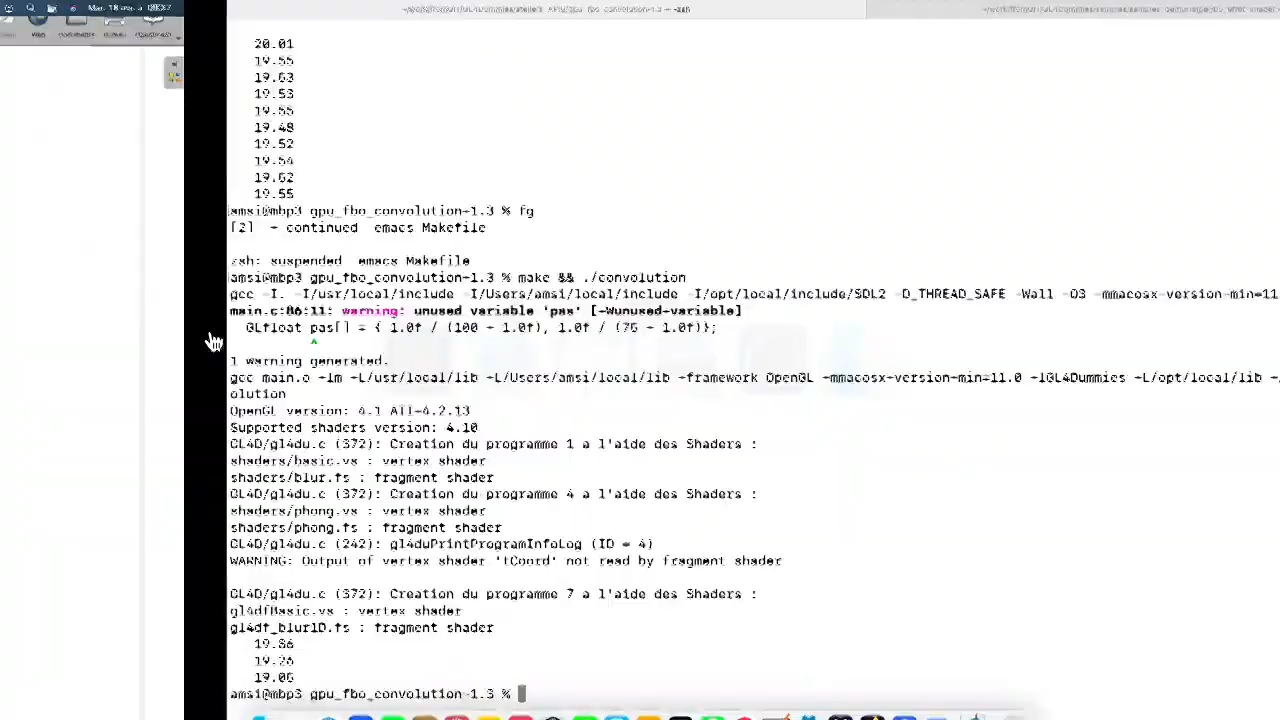 20.01
19.55
19.53
19.53
19.55
19.48
19.52
19.54
19.62
19.55
amsi@mbp3 gpu_fbo_convolution-1.3 % fg
[2]  + continued  emacs Makefile
zsh: suspended  emacs Makefile
amsi@mbp3 gpu_fbo_convolution-1.3 % make && ./convolution
gcc -I. -I/usr/local/include -I/Users/amsi/local/include -I/opt/local/include/SDL2 -D_THREAD_SAFE -Wall -O3 -mmacosx-version-min=11
main.c:86:11: warning: unused variable 'pas' [-Wunused-variable]
GLfloat pas[] = { 1.0f / (100 - 1.0f), 1.0f / (75 - 1.0f)};
^
1 warning generated.
gcc main.o -lm -L/usr/local/lib -L/Users/amsi/local/lib -framework OpenGL -mmacosx-version-min=11.0 -lGL4Dummies -L/opt/local/lib
olution
OpenGL version: 4.1 ATI-4.2.13
Supported shaders version: 4.10
GL4D/gl4du.c (372): Creation du programme 1 a l'aide des Shaders :
shaders/basic.vs : vertex shader
shaders/blur.fs : fragment shader
GL4D/gl4du.c (372): Creation du programme 4 a l'aide des Shaders :
shaders/phong.vs : vertex shader
shaders/phong.fs : fragment shader
GL4D/gl4du.c (242): gl4duPrintProgramInfoLog (ID = 4)
WARNING: Output of vertex shader 'tCoord' not read by fragment shader
GL4D/gl4du.c (372): Creation du programme 7 a l'aide des Shaders :
gl4dfBasic.vs : vertex shader
gl4df_blur1D.fs : fragment shader
19.86
19.26
19.06
amsi@mbp3 gpu_fbo_convolution-1.3 %